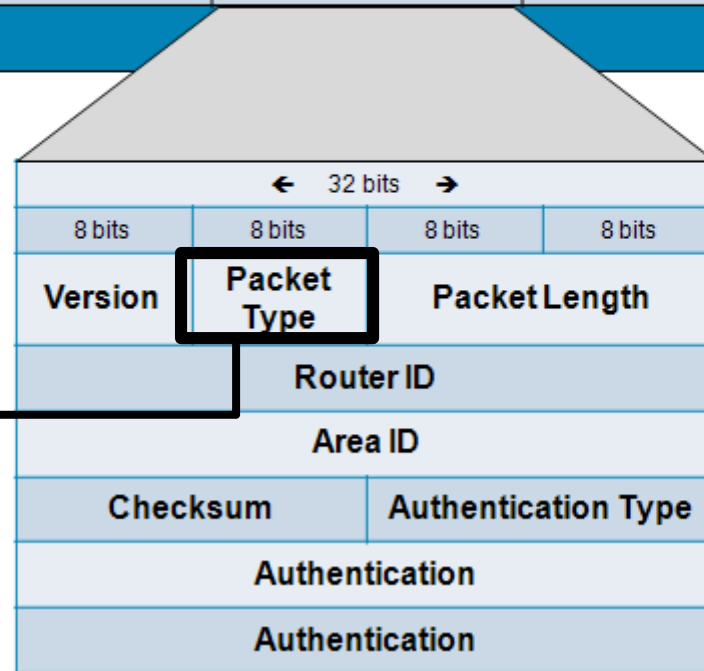 ← 32 bits →
8 bits 8 bits 8 bits 8 bits
Version Packet Type Packet Length
Router ID
Area ID
Checksum Authentication Type
Authentication
Authentication